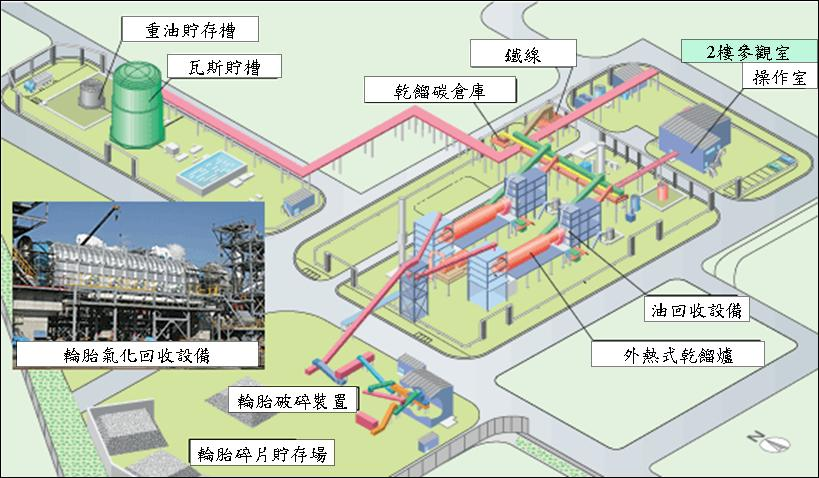 重油貯存槽
瓦斯貯槽
鐵線
乾餾碳倉庫
2樓參觀室
操作室
油回收設備
外熱式乾餾爐
輪胎氣化回收設備
輪胎破碎裝置
輪胎碎片貯存場
N